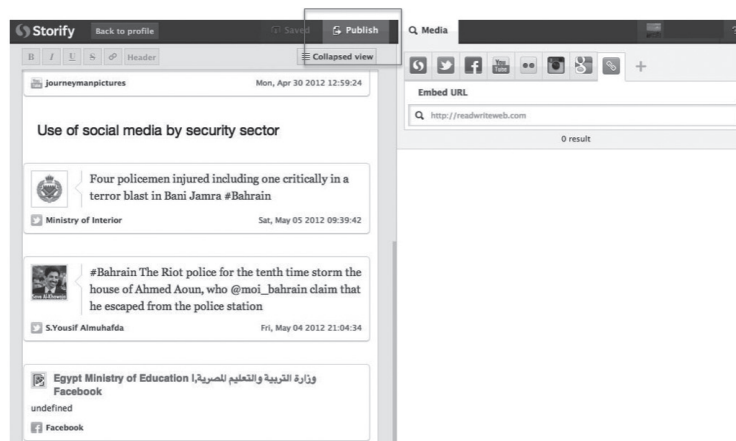 Storify Back to profile Saved Publish
B I U S Header Collapsed view
journeymanpictures Mon, Apr 30 2012 12:59:24
Use of social media by security sector
Four policemen injured including one critically in a
terror blast in Bani Jamra #Bahrain
Ministry of Interior Sat, May 05 2012 09:39:42
#Bahrain The Riot police for the tenth time storm the
house of Ahmed Aoun, who @moi_bahrain claim that
he escaped from the police station
S.Yousif Almuhafda Fri, May 04 2012 21:04:34
Egypt Ministry of Education I,وزارة التربية والتعليم المصرية
Facebook
undefined
Facebook
Media ?
You Tube
Embed URL
http://readwriteweb.com
0 result